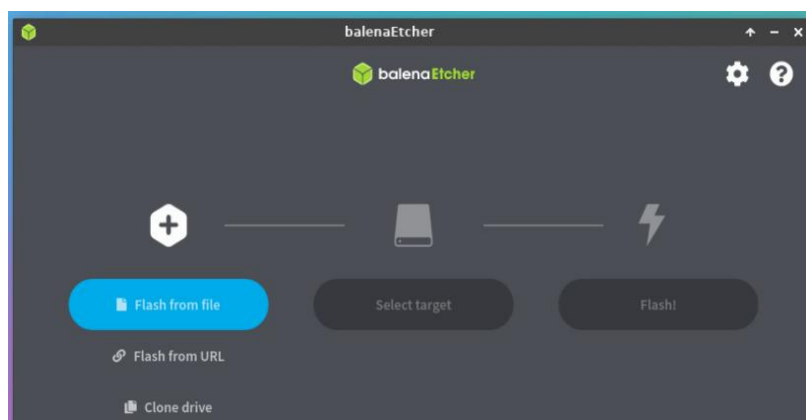 balenaEtcher
balenaEtcher
Flash from file
Select target
Flash!
Flash from URL
Clone drive